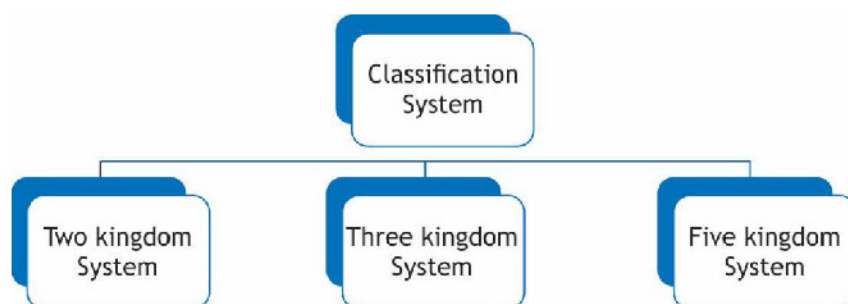 Classification
System
Two kingdom
System
Three kingdom
System
Five kingdom
System